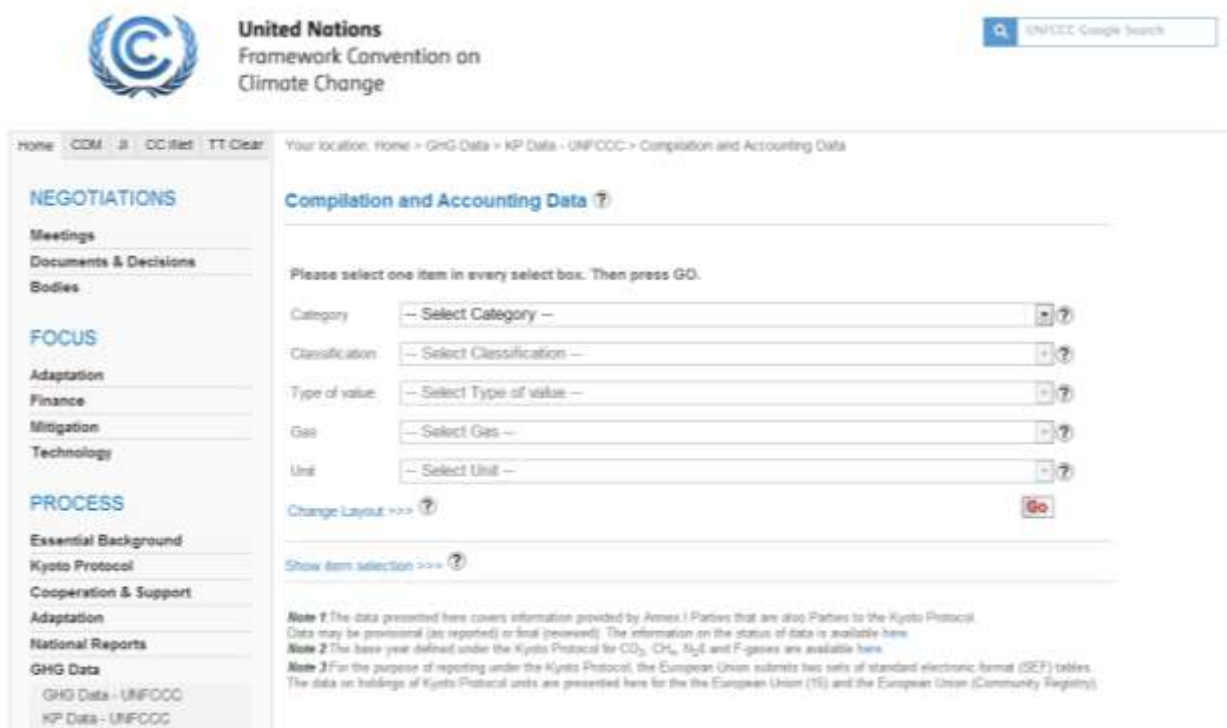 United Nations
Framework Convention on
Climate Change
UNFCCC Google Search
Home CDM JI CC:iNet TT:Clear
Your location: Home > GHG Data > KP Data - UNFCCC > Compilation and Accounting Data
NEGOTIATIONS
Meetings
Documents & Decisions
Bodies
FOCUS
Adaptation
Finance
Mitigation
Technology
PROCESS
Essential Background
Kyoto Protocol
Cooperation & Support
Adaptation
National Reports
GHG Data
GHG Data - UNFCCC
KP Data - UNFCCC
Compilation and Accounting Data ?
Please select one item in every select box. Then press GO.
Category -- Select Category -- ?
Classification -- Select Classification -- ?
Type of value -- Select Type of value -- ?
Gas -- Select Gas -- ?
Unit -- Select Unit -- ?
Change Layout >>> ? Go
Show item selection >>> ?
Note 1 The data presented here covers information provided by Annex I Parties that are also Parties to the Kyoto Protocol.
Data may be provisional (as reported) or final (reviewed). The information on the status of data is available here.
Note 2 The base year defined under the Kyoto Protocol for CO₂, CH₄, N₂0 and F-gases are available here.
Note 3 For the purpose of reporting under the Kyoto Protocol, the European Union submits two sets of standard electronic format (SEF) tables.
The data on holdings of Kyoto Protocol units are presented here for the the European Union (15) and the European Union (Community Registry).